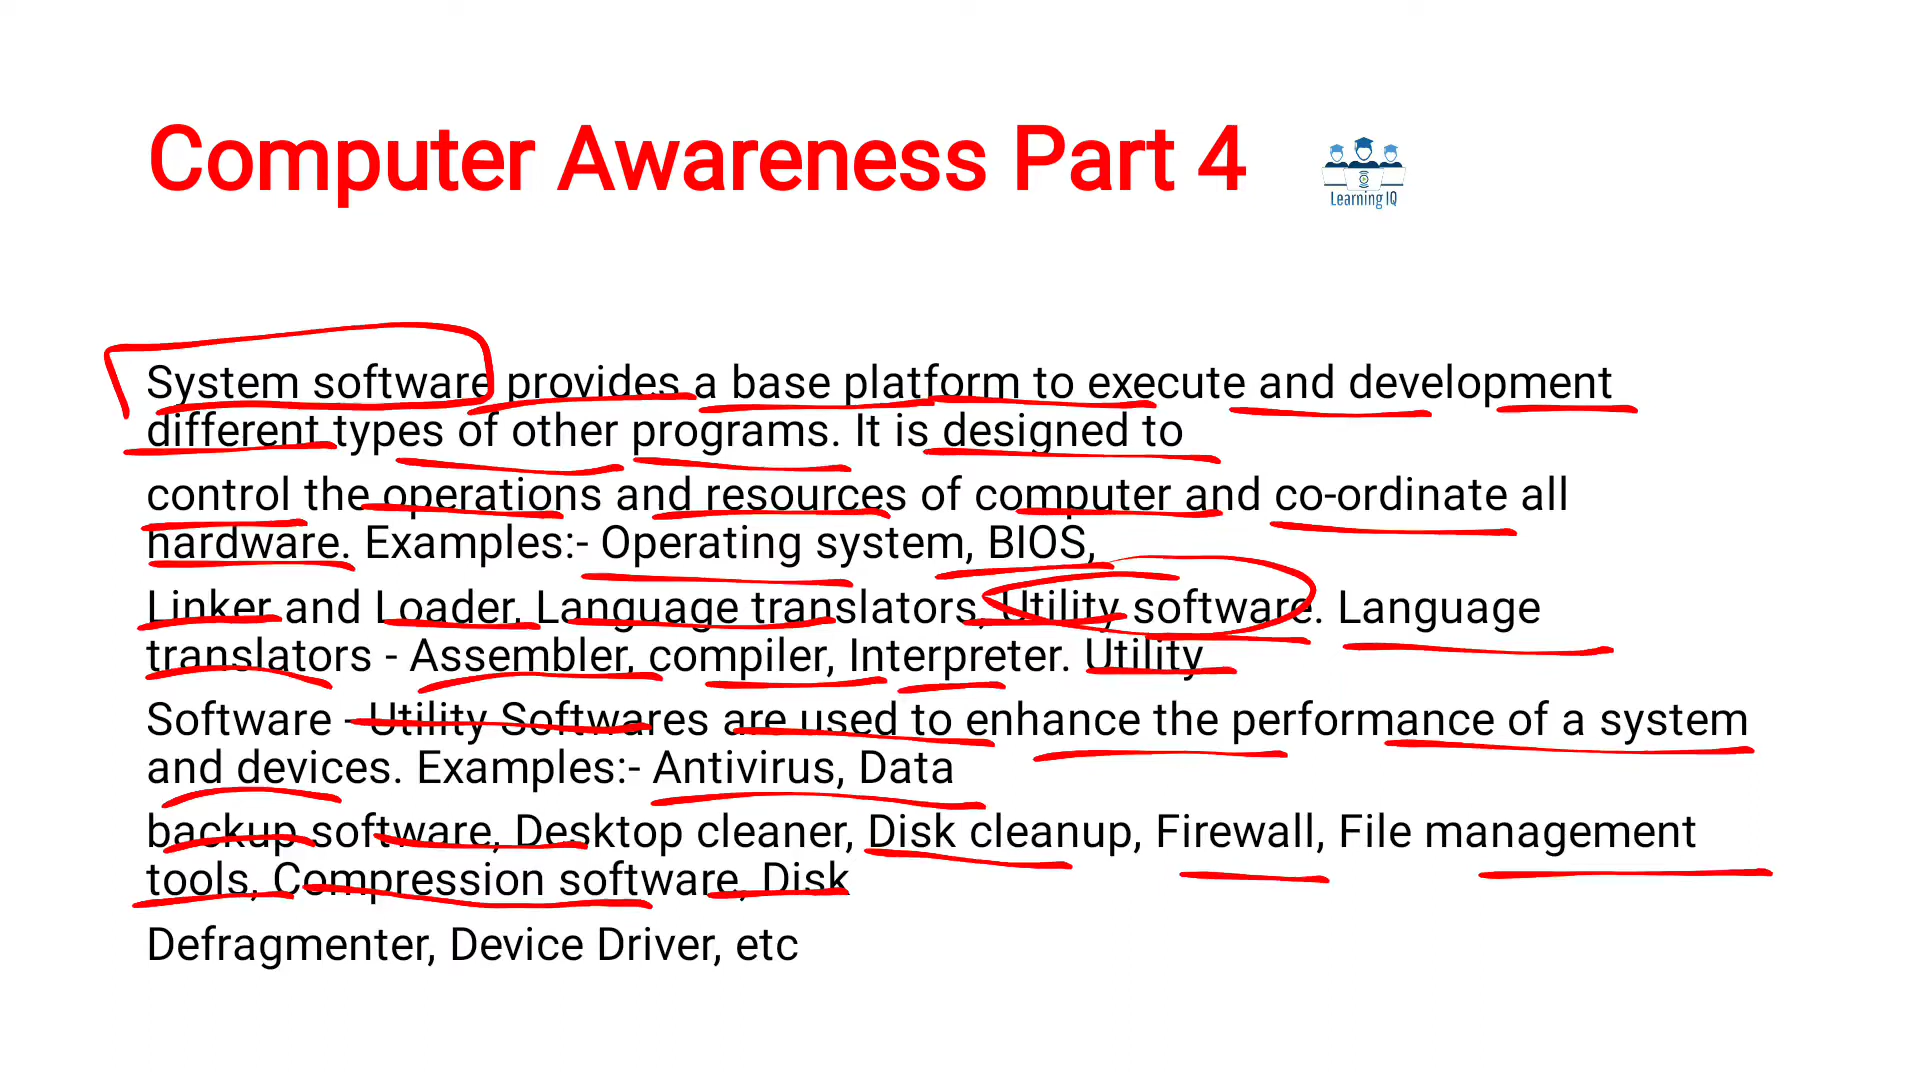 Computer Awareness Part 4
Learning IQ
System software provides a base platform to execute and development
different types of other programs. It is designed to
control the operations and resources of computer and co-ordinate all
hardware. Examples:- Operating system, BIOS,
Linker and Loader, Language translators, Utility software. Language
translators - Assembler, compiler, Interpreter. Utility
Software - Utility Softwares are used to enhance the performance of a system
and devices. Examples:- Antivirus, Data
backup software, Desktop cleaner, Disk cleanup, Firewall, File management
tools, Compression software, Disk
Defragmenter, Device Driver, etc